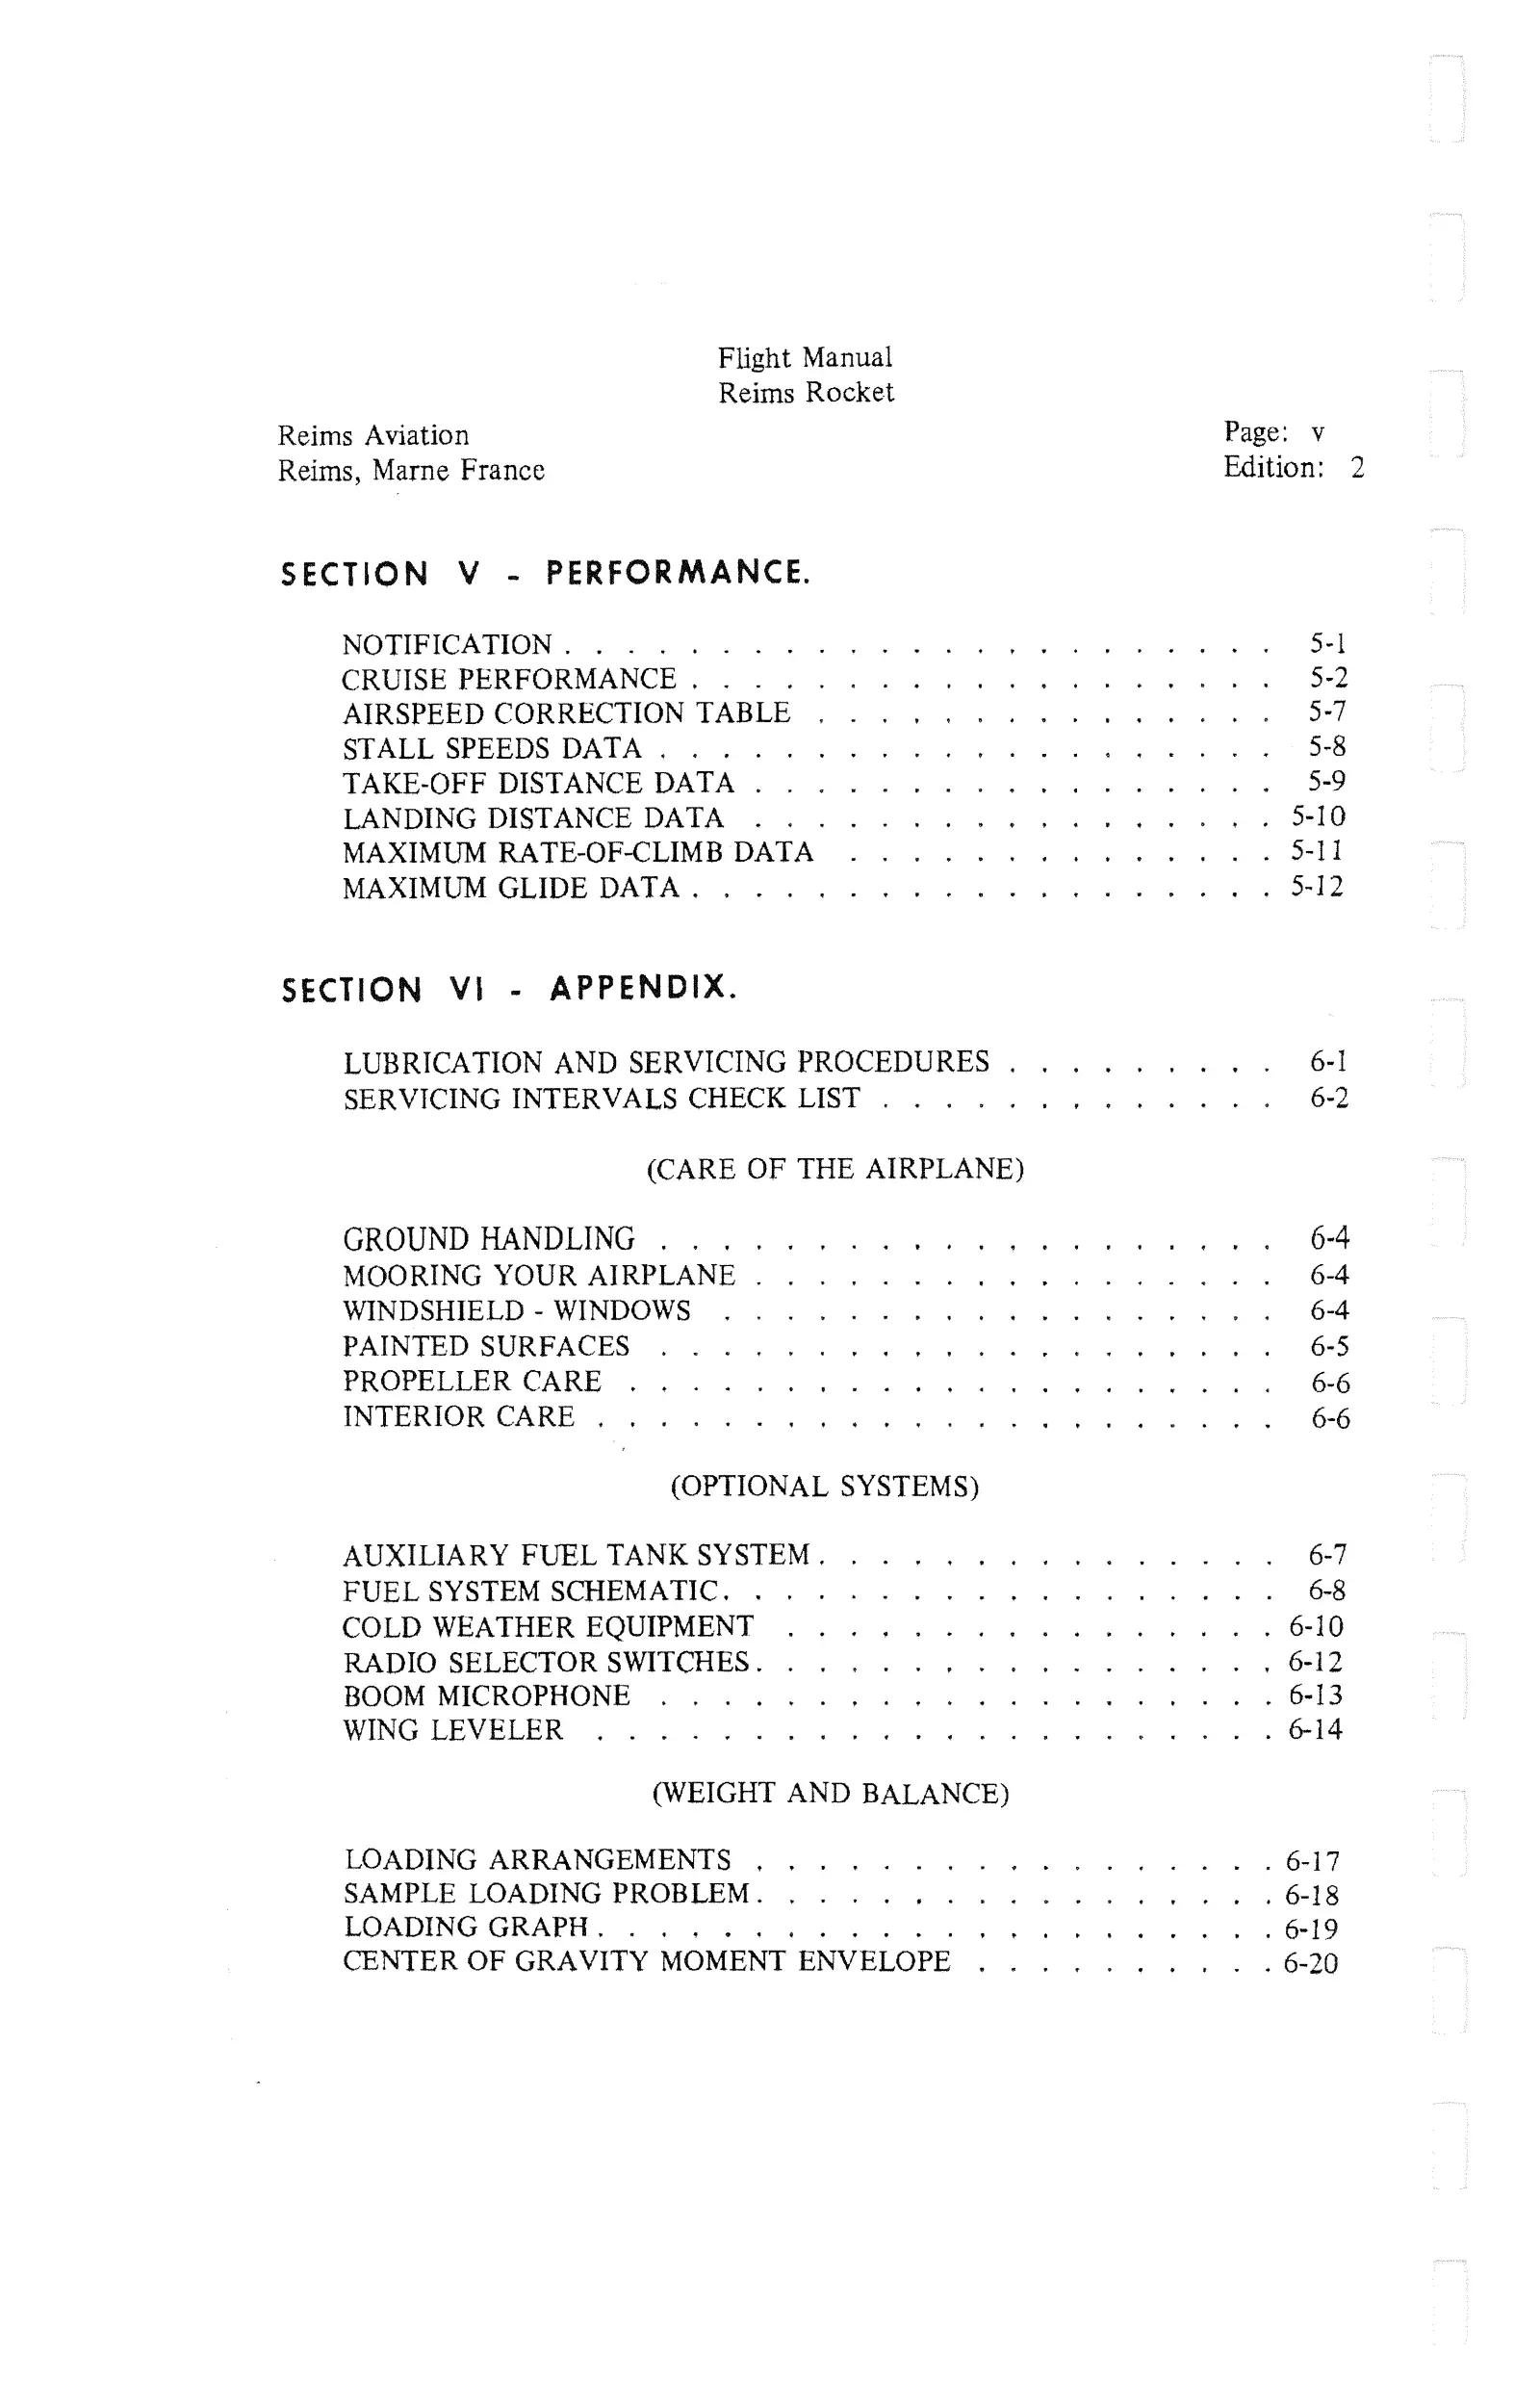 Flight Manual
Reims Rocket
Reims Aviation Page: v
Reims, Marne France Edition: 2
SECTION V - PERFORMANCE.
NOTIFICATION . . . . . . . . . . . . . . . . . . . . . . . 5-1
CRUISE PERFORMANCE . . . . . . . . . . . . . . . . . . . 5-2
AIRSPEED CORRECTION TABLE . . . . . . . . . . . . . . . 5-7
STALL SPEEDS DATA . . . . . . . . . . . . . . . . . . . . 5-8
TAKE-OFF DISTANCE DATA . . . . . . . . . . . . . . . . . 5-9
LANDING DISTANCE DATA . . . . . . . . . . . . . . . . . 5-10
MAXIMUM RATE-OF-CLIMB DATA . . . . . . . . . . . . . . 5-11
MAXIMUM GLIDE DATA . . . . . . . . . . . . . . . . . . . 5-12
SECTION VI - APPENDIX.
LUBRICATION AND SERVICING PROCEDURES . . . . . . . . . 6-1
SERVICING INTERVALS CHECK LIST . . . . . . . . . . . . . 6-2
(CARE OF THE AIRPLANE)
GROUND HANDLING . . . . . . . . . . . . . . . . . . . . 6-4
MOORING YOUR AIRPLANE . . . . . . . . . . . . . . . . . 6-4
WINDSHIELD - WINDOWS . . . . . . . . . . . . . . . . . . 6-4
PAINTED SURFACES . . . . . . . . . . . . . . . . . . . . 6-5
PROPELLER CARE . . . . . . . . . . . . . . . . . . . . . 6-6
INTERIOR CARE . . . . . . . . . . . . . . . . . . . . . . 6-6
(OPTIONAL SYSTEMS)
AUXILIARY FUEL TANK SYSTEM . . . . . . . . . . . . . . . 6-7
FUEL SYSTEM SCHEMATIC . . . . . . . . . . . . . . . . . . 6-8
COLD WEATHER EQUIPMENT . . . . . . . . . . . . . . . . 6-10
RADIO SELECTOR SWITCHES . . . . . . . . . . . . . . . . . 6-12
BOOM MICROPHONE . . . . . . . . . . . . . . . . . . . . 6-13
WING LEVELER . . . . . . . . . . . . . . . . . . . . . . 6-14
(WEIGHT AND BALANCE)
LOADING ARRANGEMENTS . . . . . . . . . . . . . . . . . 6-17
SAMPLE LOADING PROBLEM . . . . . . . . . . . . . . . . . 6-18
LOADING GRAPH . . . . . . . . . . . . . . . . . . . . . . 6-19
CENTER OF GRAVITY MOMENT ENVELOPE . . . . . . . . . . 6-20